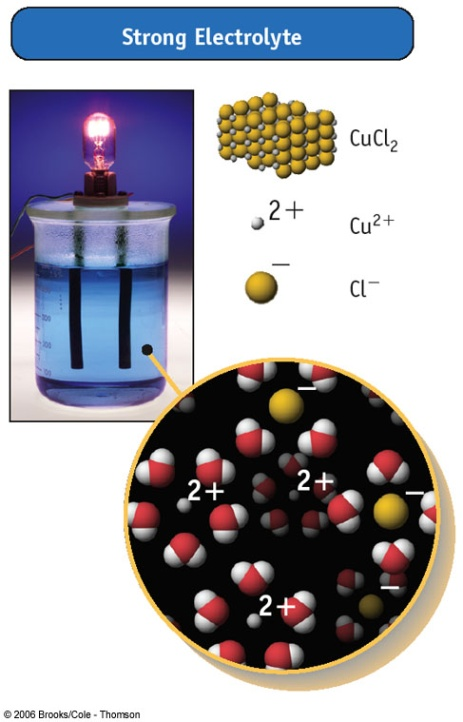 Strong Electrolyte
CuCl₂
2+
Cu²⁺
−
Cl⁻
−
2+
2+
−
−
2+
© 2006 Brooks/Cole - Thomson